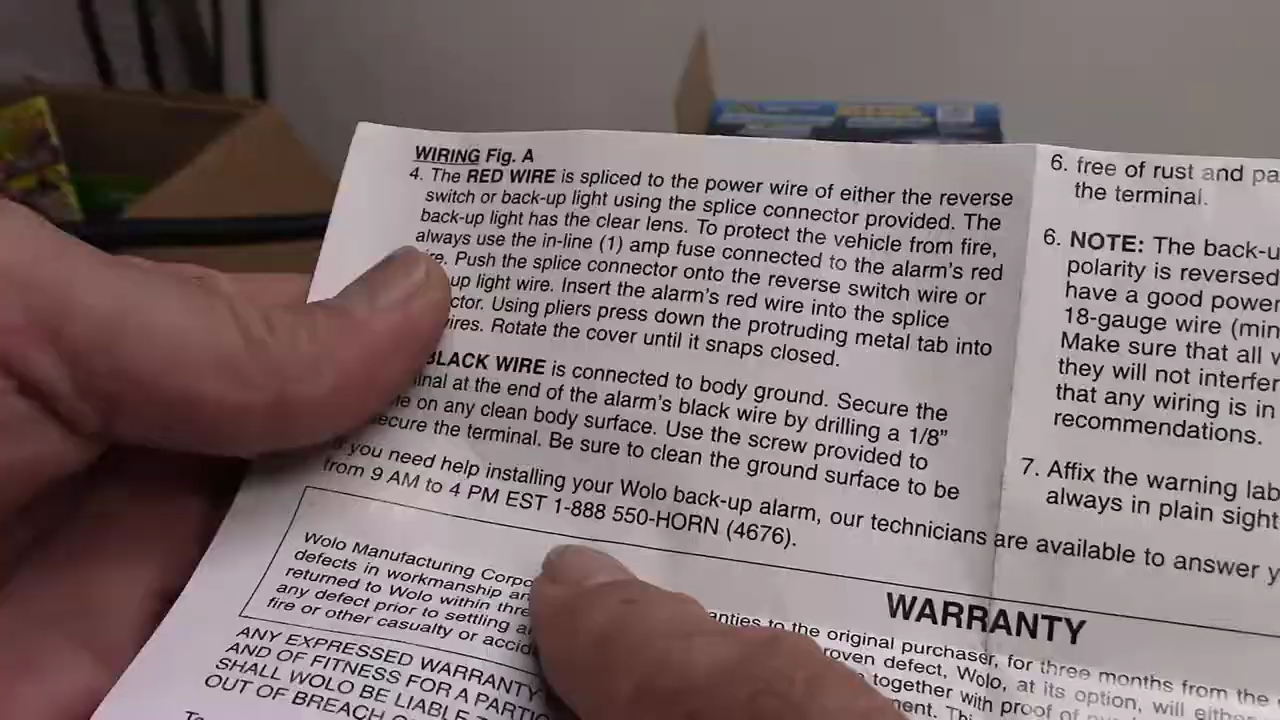 WIRING Fig. A
4. The RED WIRE is spliced to the power wire of either the reverse
switch or back-up light using the splice connector provided. The
back-up light has the clear lens. To protect the vehicle from fire,
always use the in-line (1) amp fuse connected to the alarm's red
re. Push the splice connector onto the reverse switch wire or
up light wire. Insert the alarm's red wire into the splice
ctor. Using pliers press down the protruding metal tab into
ires. Rotate the cover until it snaps closed.
BLACK WIRE is connected to body ground. Secure the
inal at the end of the alarm's black wire by drilling a 1/8"
le on any clean body surface. Use the screw provided to
ecure the terminal. Be sure to clean the ground surface to be
6. free of rust and pa
the terminal.
6. NOTE: The back-u
polarity is reversed
have a good power
18-gauge wire (min
Make sure that all w
they will not interfer
that any wiring is in
recommendations.
7. Affix the warning lab
always in plain sight
you need help installing your Wolo back-up alarm, our technicians are available to answer y
from 9 AM to 4 PM EST 1-888 550-HORN (4676).
WARRANTY
Wolo Manufacturing Corpo anties to the original purchaser, for three months from the
defects in workmanship an roven defect, Wolo, at its option, will either
returned to Wolo within thre together with proof of
any defect prior to settling a ment.
fire or other casualty or accid
ANY EXPRESSED WARRANTY
AND OF FITNESS FOR A PARTIC
SHALL WOLO BE LIABLE
OUT OF BREACH